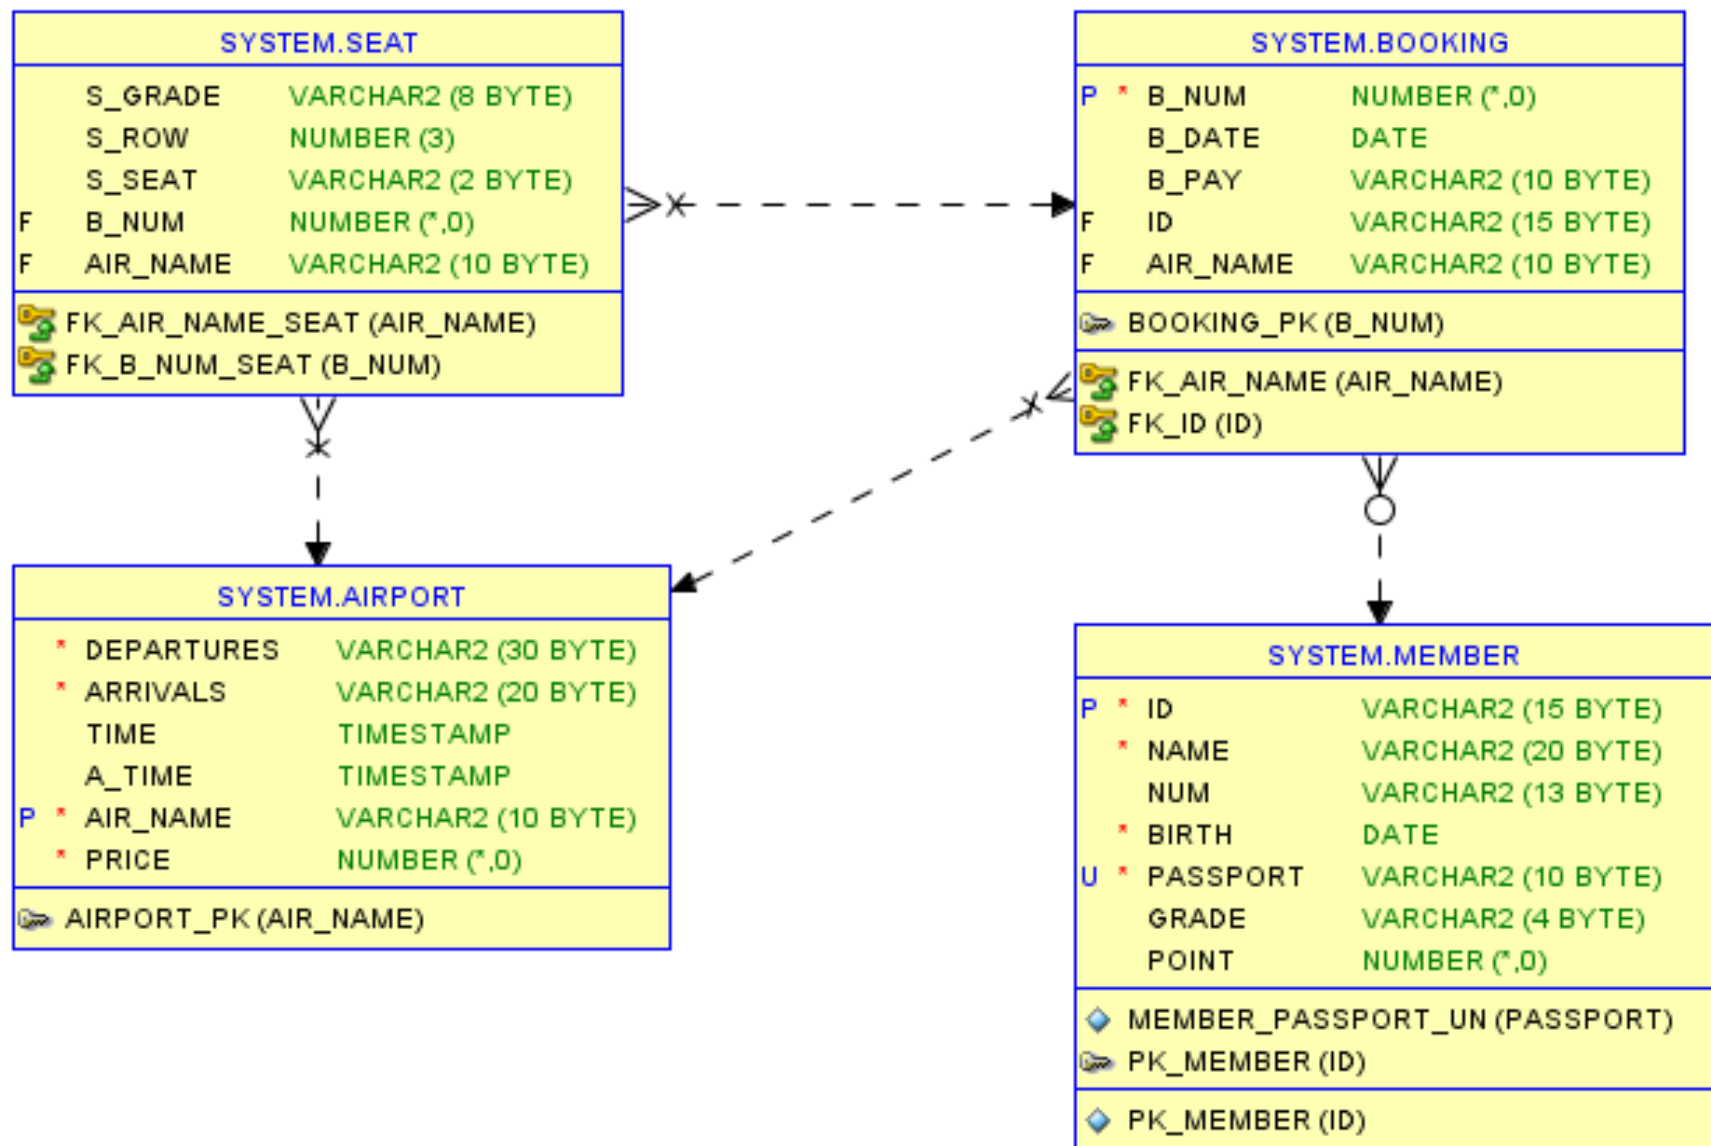 SYSTEM.SEAT
S_GRADE VARCHAR2 (8 BYTE)
S_ROW NUMBER (3)
S_SEAT VARCHAR2 (2 BYTE)
F B_NUM NUMBER (*,0)
F AIR_NAME VARCHAR2 (10 BYTE)
FK_AIR_NAME_SEAT (AIR_NAME)
FK_B_NUM_SEAT (B_NUM)
SYSTEM.BOOKING
P * B_NUM NUMBER (*,0)
B_DATE DATE
B_PAY VARCHAR2 (10 BYTE)
F ID VARCHAR2 (15 BYTE)
F AIR_NAME VARCHAR2 (10 BYTE)
BOOKING_PK (B_NUM)
FK_AIR_NAME (AIR_NAME)
FK_ID (ID)
SYSTEM.AIRPORT
* DEPARTURES VARCHAR2 (30 BYTE)
* ARRIVALS VARCHAR2 (20 BYTE)
TIME TIMESTAMP
A_TIME TIMESTAMP
P * AIR_NAME VARCHAR2 (10 BYTE)
* PRICE NUMBER (*,0)
AIRPORT_PK (AIR_NAME)
SYSTEM.MEMBER
P * ID VARCHAR2 (15 BYTE)
* NAME VARCHAR2 (20 BYTE)
NUM VARCHAR2 (13 BYTE)
* BIRTH DATE
U * PASSPORT VARCHAR2 (10 BYTE)
GRADE VARCHAR2 (4 BYTE)
POINT NUMBER (*,0)
MEMBER_PASSPORT_UN (PASSPORT)
PK_MEMBER (ID)
PK_MEMBER (ID)